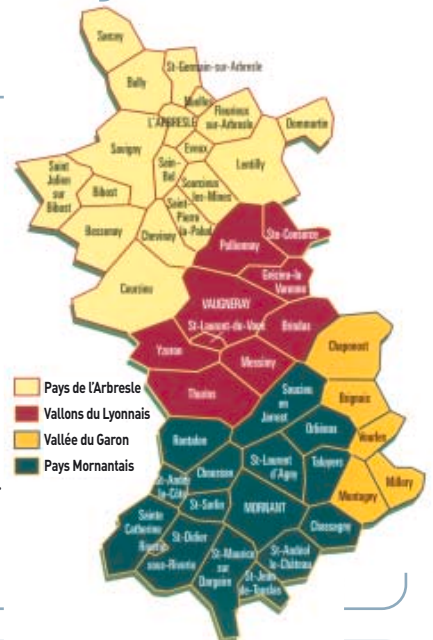 Sarcey
Bully
St-Germain-sur-Arbresle
Nuelles
Fleurieux
sur-Arbresle
L'ARBRESLE
Dommartin
Savigny
Eveux
Sain-
Bel
Lentilly
Saint
Julien
sur
Bibost
Bibost
Sourcieux
les-Mines
Saint-
Pierre
la-Palud
Bessenay
Chevinay
Pollionnay
Ste-Consorce
Courzieu
Grézieu-la
Varenne
VAUGNERAY
St-Laurent-de-Vaux
Brindas
Chaponost
Yzeron
Messimy
Thurins
Soucieu
en
Jarrest
Brignais
Pays de l'Arbresle
Vallons du Lyonnais
Vallée du Garon
Pays Mornantais
Orliénas
Vourles
Rontalon
St-Laurent
d'Agny
Taluyers
Chaussan
Millery
Montagny
St-André
la-Côte
St-Sorlin
MORNANT
Chassagny
Sainte
Catherine
St-Didier
Riverie
sous-Riverie
St-Maurice
sur
Dargoire
St-Andéol
le-Château
St-Jean
de-Touslas